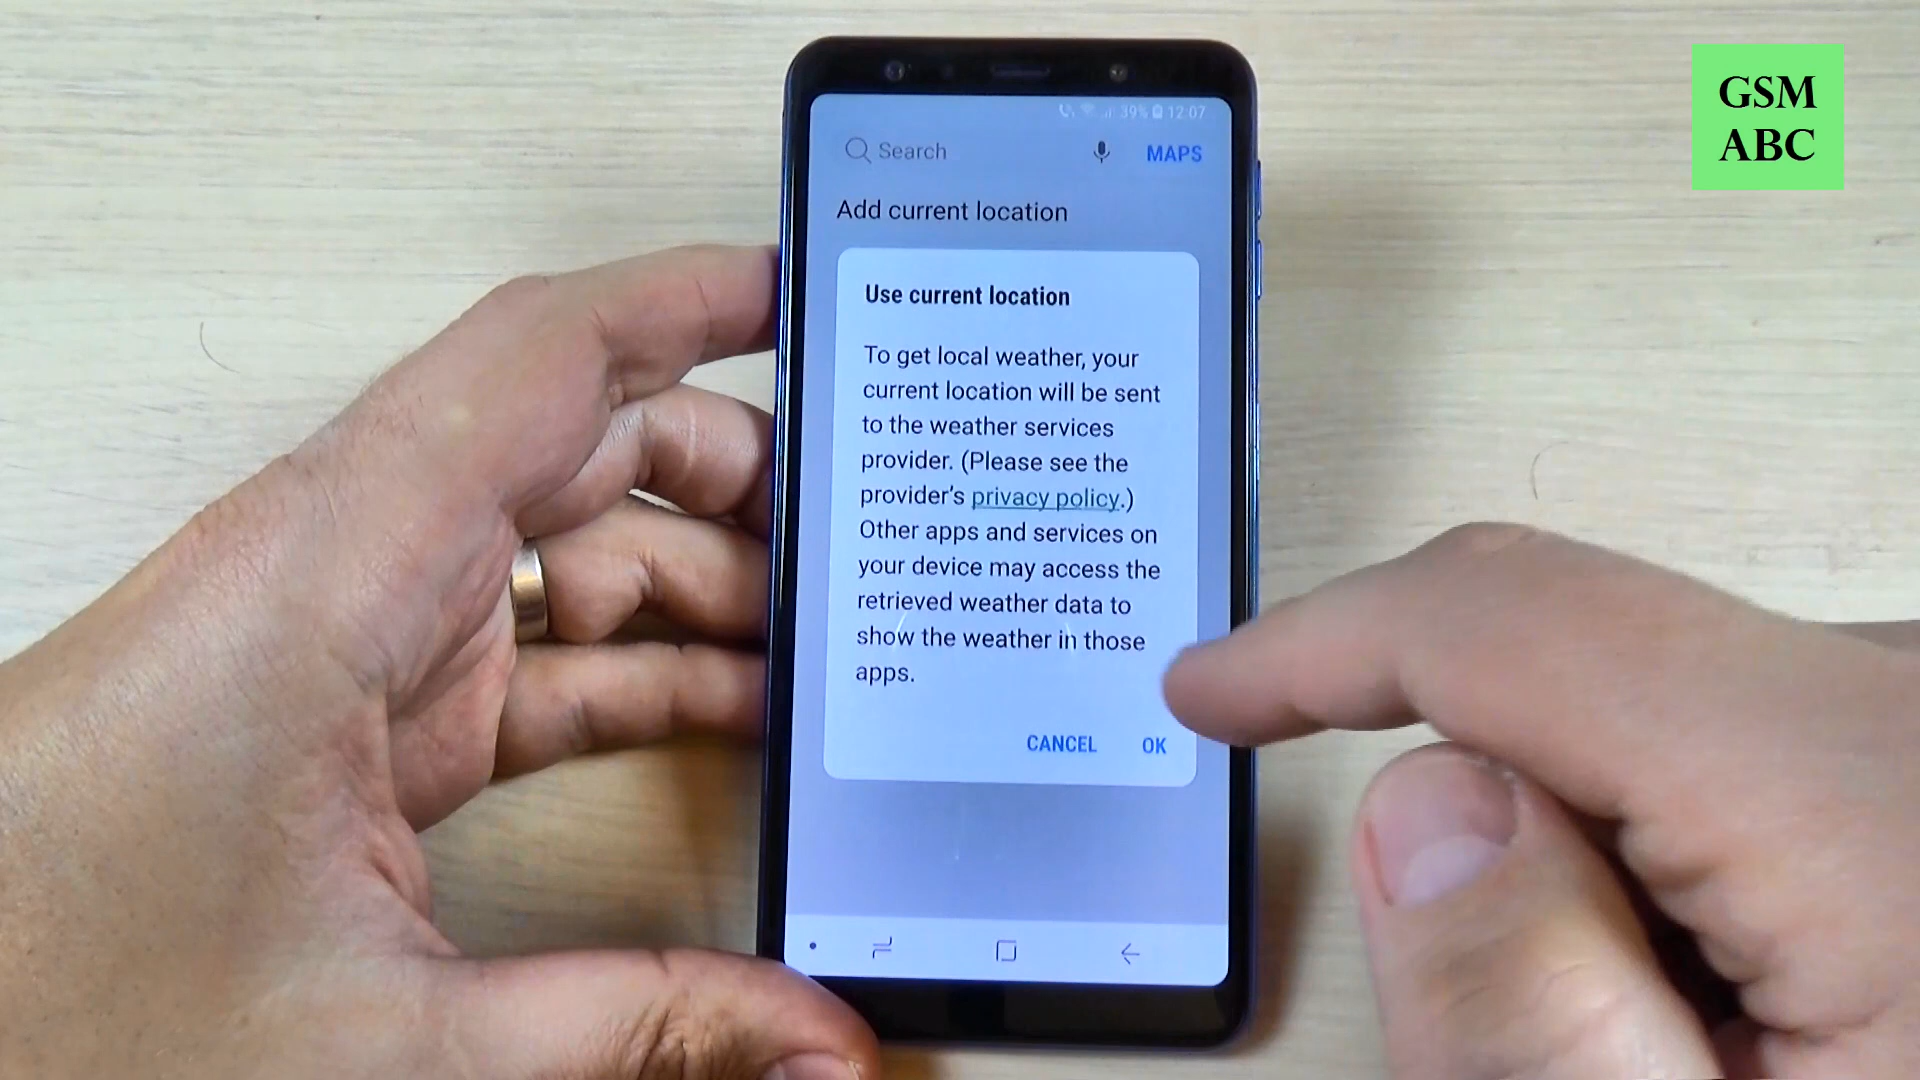 GSM
ABC
39% 12:07
Search
MAPS
Add current location
Use current location
To get local weather, your
current location will be sent
to the weather services
provider. (Please see the
provider's privacy policy.)
Other apps and services on
your device may access the
retrieved weather data to
show the weather in those
apps.
CANCEL OK